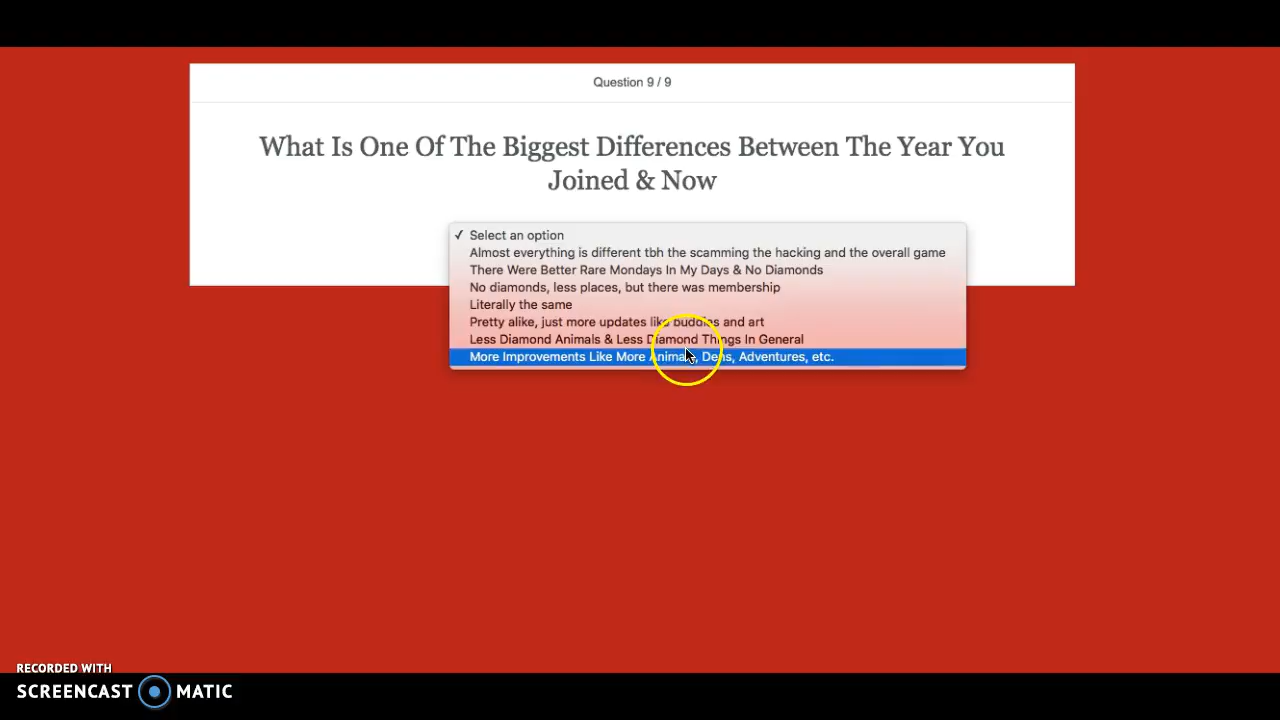 Question 9 / 9
What Is One Of The Biggest Differences Between The Year You
Joined & Now
✓ Select an option
Almost everything is different tbh the scamming the hacking and the overall game
There Were Better Rare Mondays In My Days & No Diamonds
No diamonds, less places, but there was membership
Literally the same
Pretty alike, just more updates like buddies and art
Less Diamond Animals & Less Diamond Things In General
More Improvements Like More Animals, Dens, Adventures, etc.
RECORDED WITH
SCREENCAST MATIC